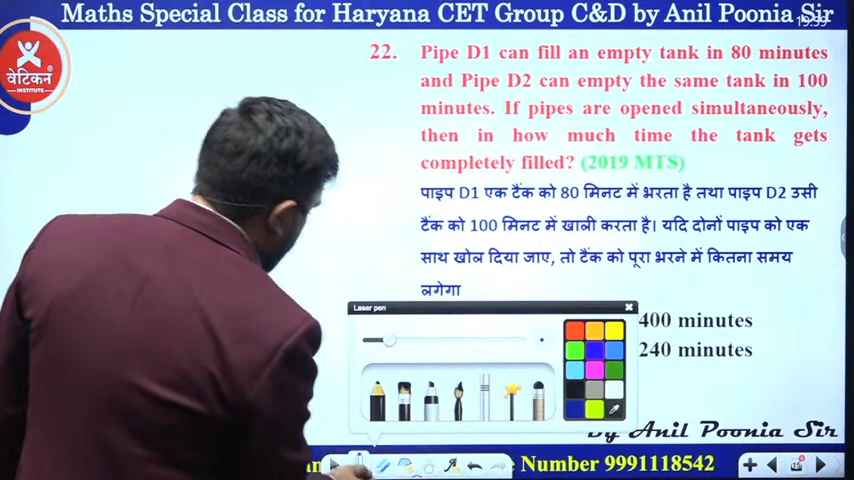 Maths Special Class for Haryana CET Group C&D by Anil Poonia Sir
वेटिकन
INSTITUTE
22. Pipe D1 can fill an empty tank in 80 minutes
and Pipe D2 can empty the same tank in 100
minutes. If pipes are opened simultaneously,
then in how much time the tank gets
completely filled? (2019 MTS)
पाइप D1 एक टैंक को 80 मिनट में भरता है तथा पाइप D2 उसी
टैंक को 100 मिनट में खाली करता है। यदि दोनों पाइप को एक
साथ खोल दिया जाए, तो टैंक को पूरा भरने में कितना समय
लगेगा
Laser pen
400 minutes
240 minutes
By Anil Poonia Sir
Number 9991118542